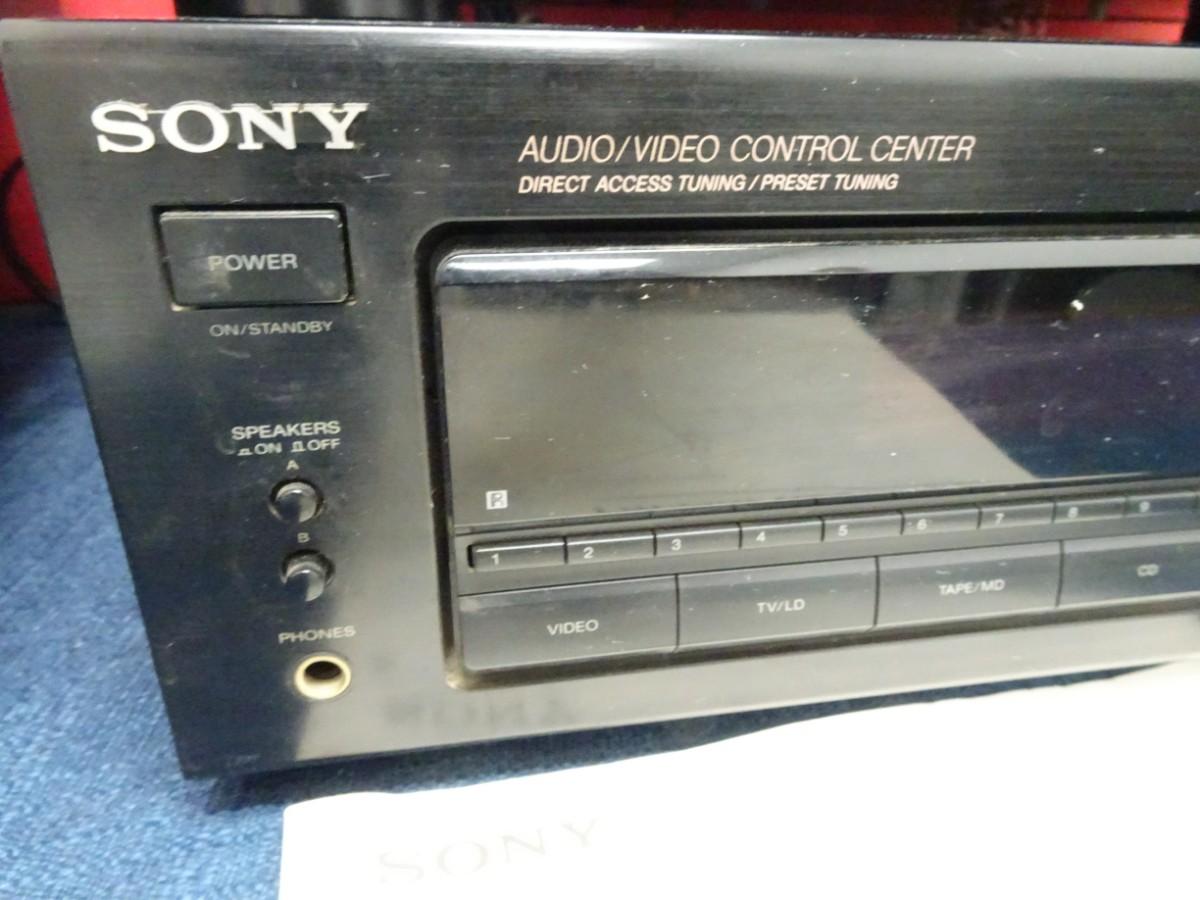 SONY
AUDIO/VIDEO CONTROL CENTER
DIRECT ACCESS TUNING / PRESET TUNING
POWER
ON/STANDBY
SPEAKERS
ON OFF
A
B
PHONES
R
1 2 3 4 5 6 7 8 9
VIDEO TV/LD TAPE/MD CD
SONY